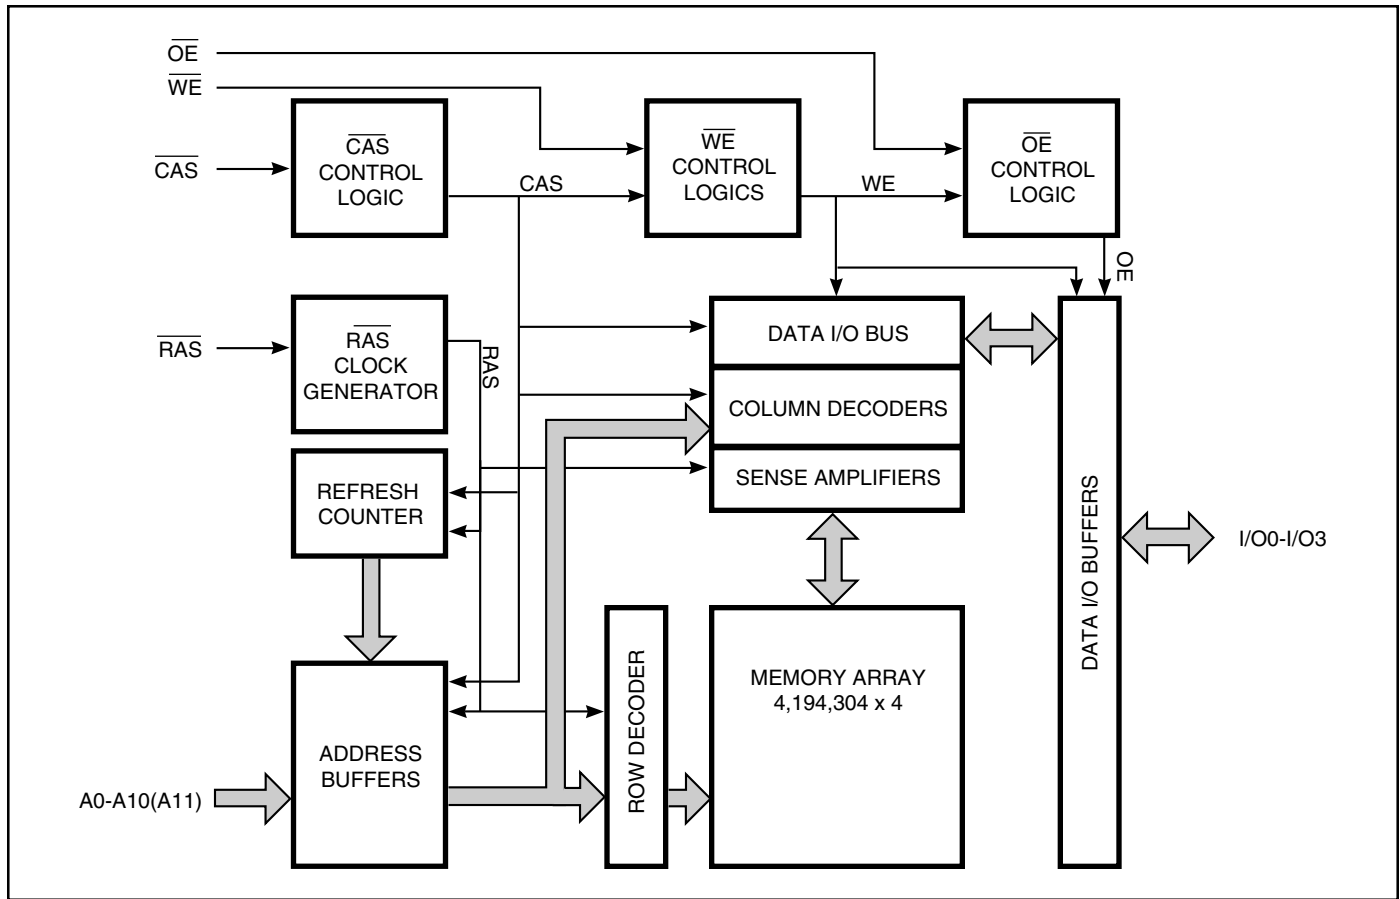 OE
WE
CAS
CAS
CONTROL
LOGIC
CAS
WE
CONTROL
LOGICS
WE
OE
CONTROL
LOGIC
OE
RAS
RAS
CLOCK
GENERATOR
RAS
DATA I/O BUS
COLUMN DECODERS
SENSE AMPLIFIERS
REFRESH
COUNTER
DATA I/O BUFFERS
I/O0-I/O3
ADDRESS
BUFFERS
A0-A10(A11)
ROW DECODER
MEMORY ARRAY
4,194,304 x 4